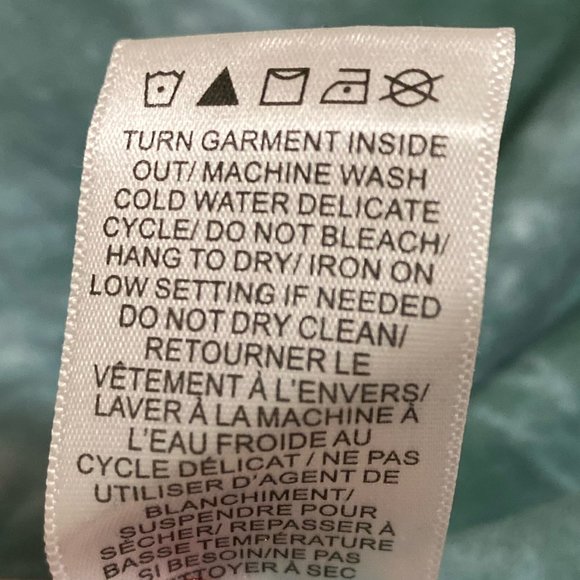 TURN GARMENT INSIDE
OUT/ MACHINE WASH
COLD WATER DELICATE
CYCLE/ DO NOT BLEACH/
HANG TO DRY/ IRON ON
LOW SETTING IF NEEDED
DO NOT DRY CLEAN/
RETOURNER LE
VÊTEMENT À L'ENVERS/
LAVER À LA MACHINE À
L'EAU FROIDE AU
CYCLE DÉLICAT / NE PAS
UTILISER D'AGENT DE
BLANCHIMENT/
SUSPENDRE POUR
SÉCHER/ REPASSER À
BASSE TEMPÉRATURE
SI BESOIN/NE PAS
NETTOYER À SEC